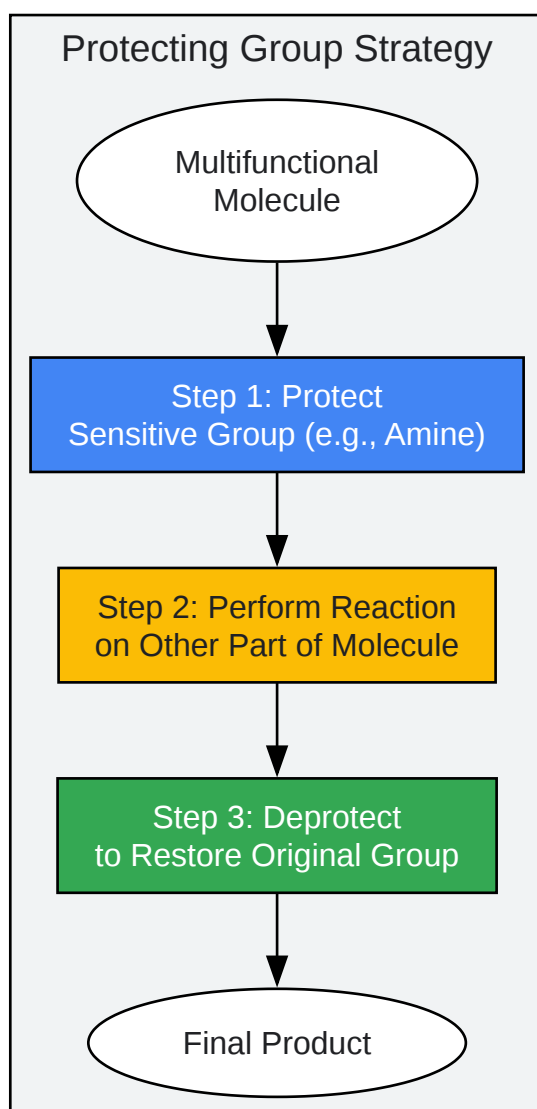 Protecting Group Strategy
Multifunctional
Molecule
Step 1: Protect
Sensitive Group (e.g., Amine)
Step 2: Perform Reaction
on Other Part of Molecule
Step 3: Deprotect
to Restore Original Group
Final Product